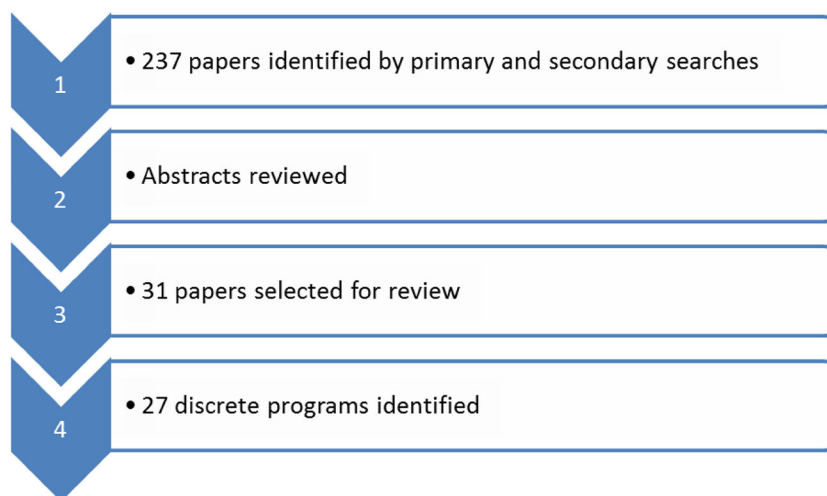 1
• 237 papers identified by primary and secondary searches
2
• Abstracts reviewed
3
• 31 papers selected for review
4
• 27 discrete programs identified